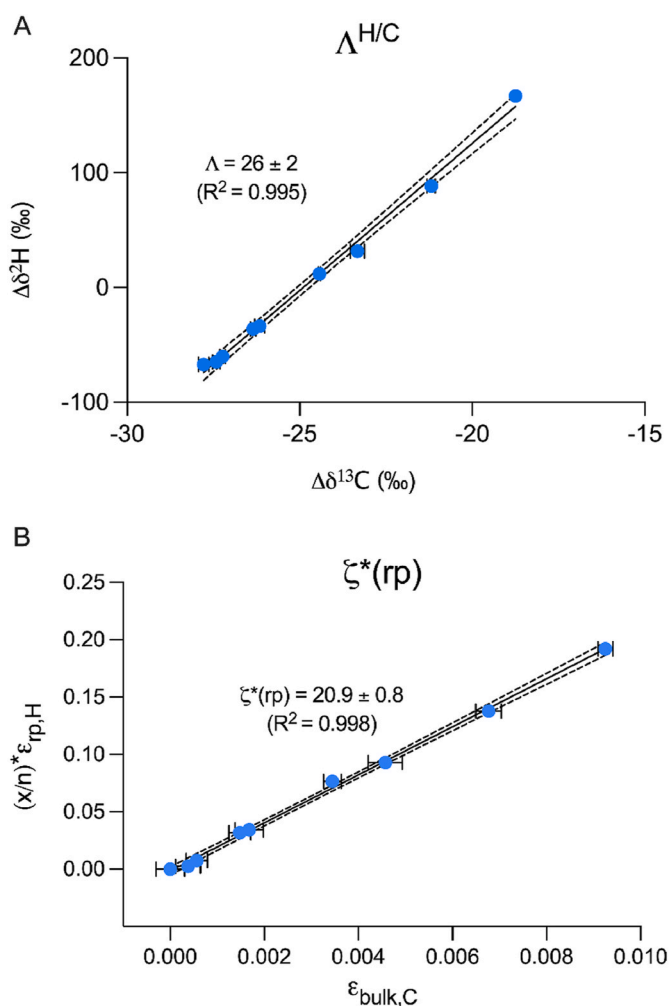 A
Λᴴ/ᶜ
200
100
0
-100
Δδ²H (‰)
Λ = 26 ± 2
(R² = 0.995)
-30
-25
-20
-15
Δδ¹³C (‰)
B
ζ*(rp)
0.25
0.20
0.15
0.10
0.05
0.00
(x/n)*ε_rp,H
ζ*(rp) = 20.9 ± 0.8
(R² = 0.998)
0.000
0.002
0.004
0.006
0.008
0.010
ε_bulk,C